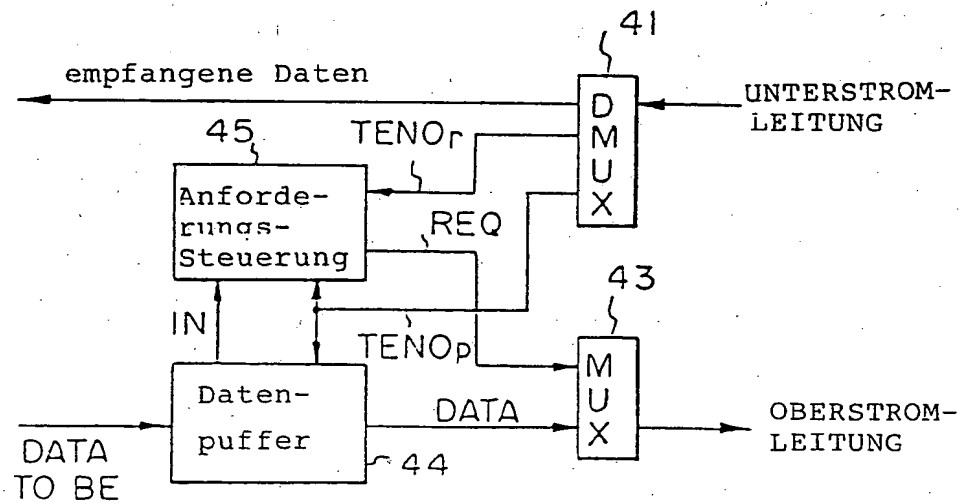 41
empfangene Daten
D
M
U
X
UNTERSTROM-
LEITUNG
45
TENOr
Anforde-
rungs-
Steuerung
REQ
43
IN
TENOp
M
U
X
Daten-
puffer
DATA
OBERSTROM-
LEITUNG
44
DATA
TO BE